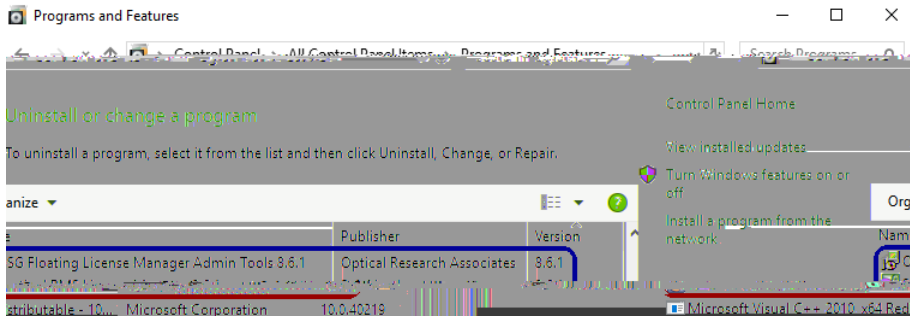 Programs and Features
Control Panel > All Control Panel Items > Programs and Features
Search Programs
Control Panel Home
Uninstall or change a program
To uninstall a program, select it from the list and then click Uninstall, Change, or Repair.
View installed updates
Turn Windows features on or
off
Install a program from the
network
anize
Org
Publisher Version
Nam
SG Floating License Manager Admin Tools 8.6.1 Optical Research Associates 8.6.1
stributable - 10... Microsoft Corporation 10.0.40219
Microsoft Visual C++ 2010 x64 Red